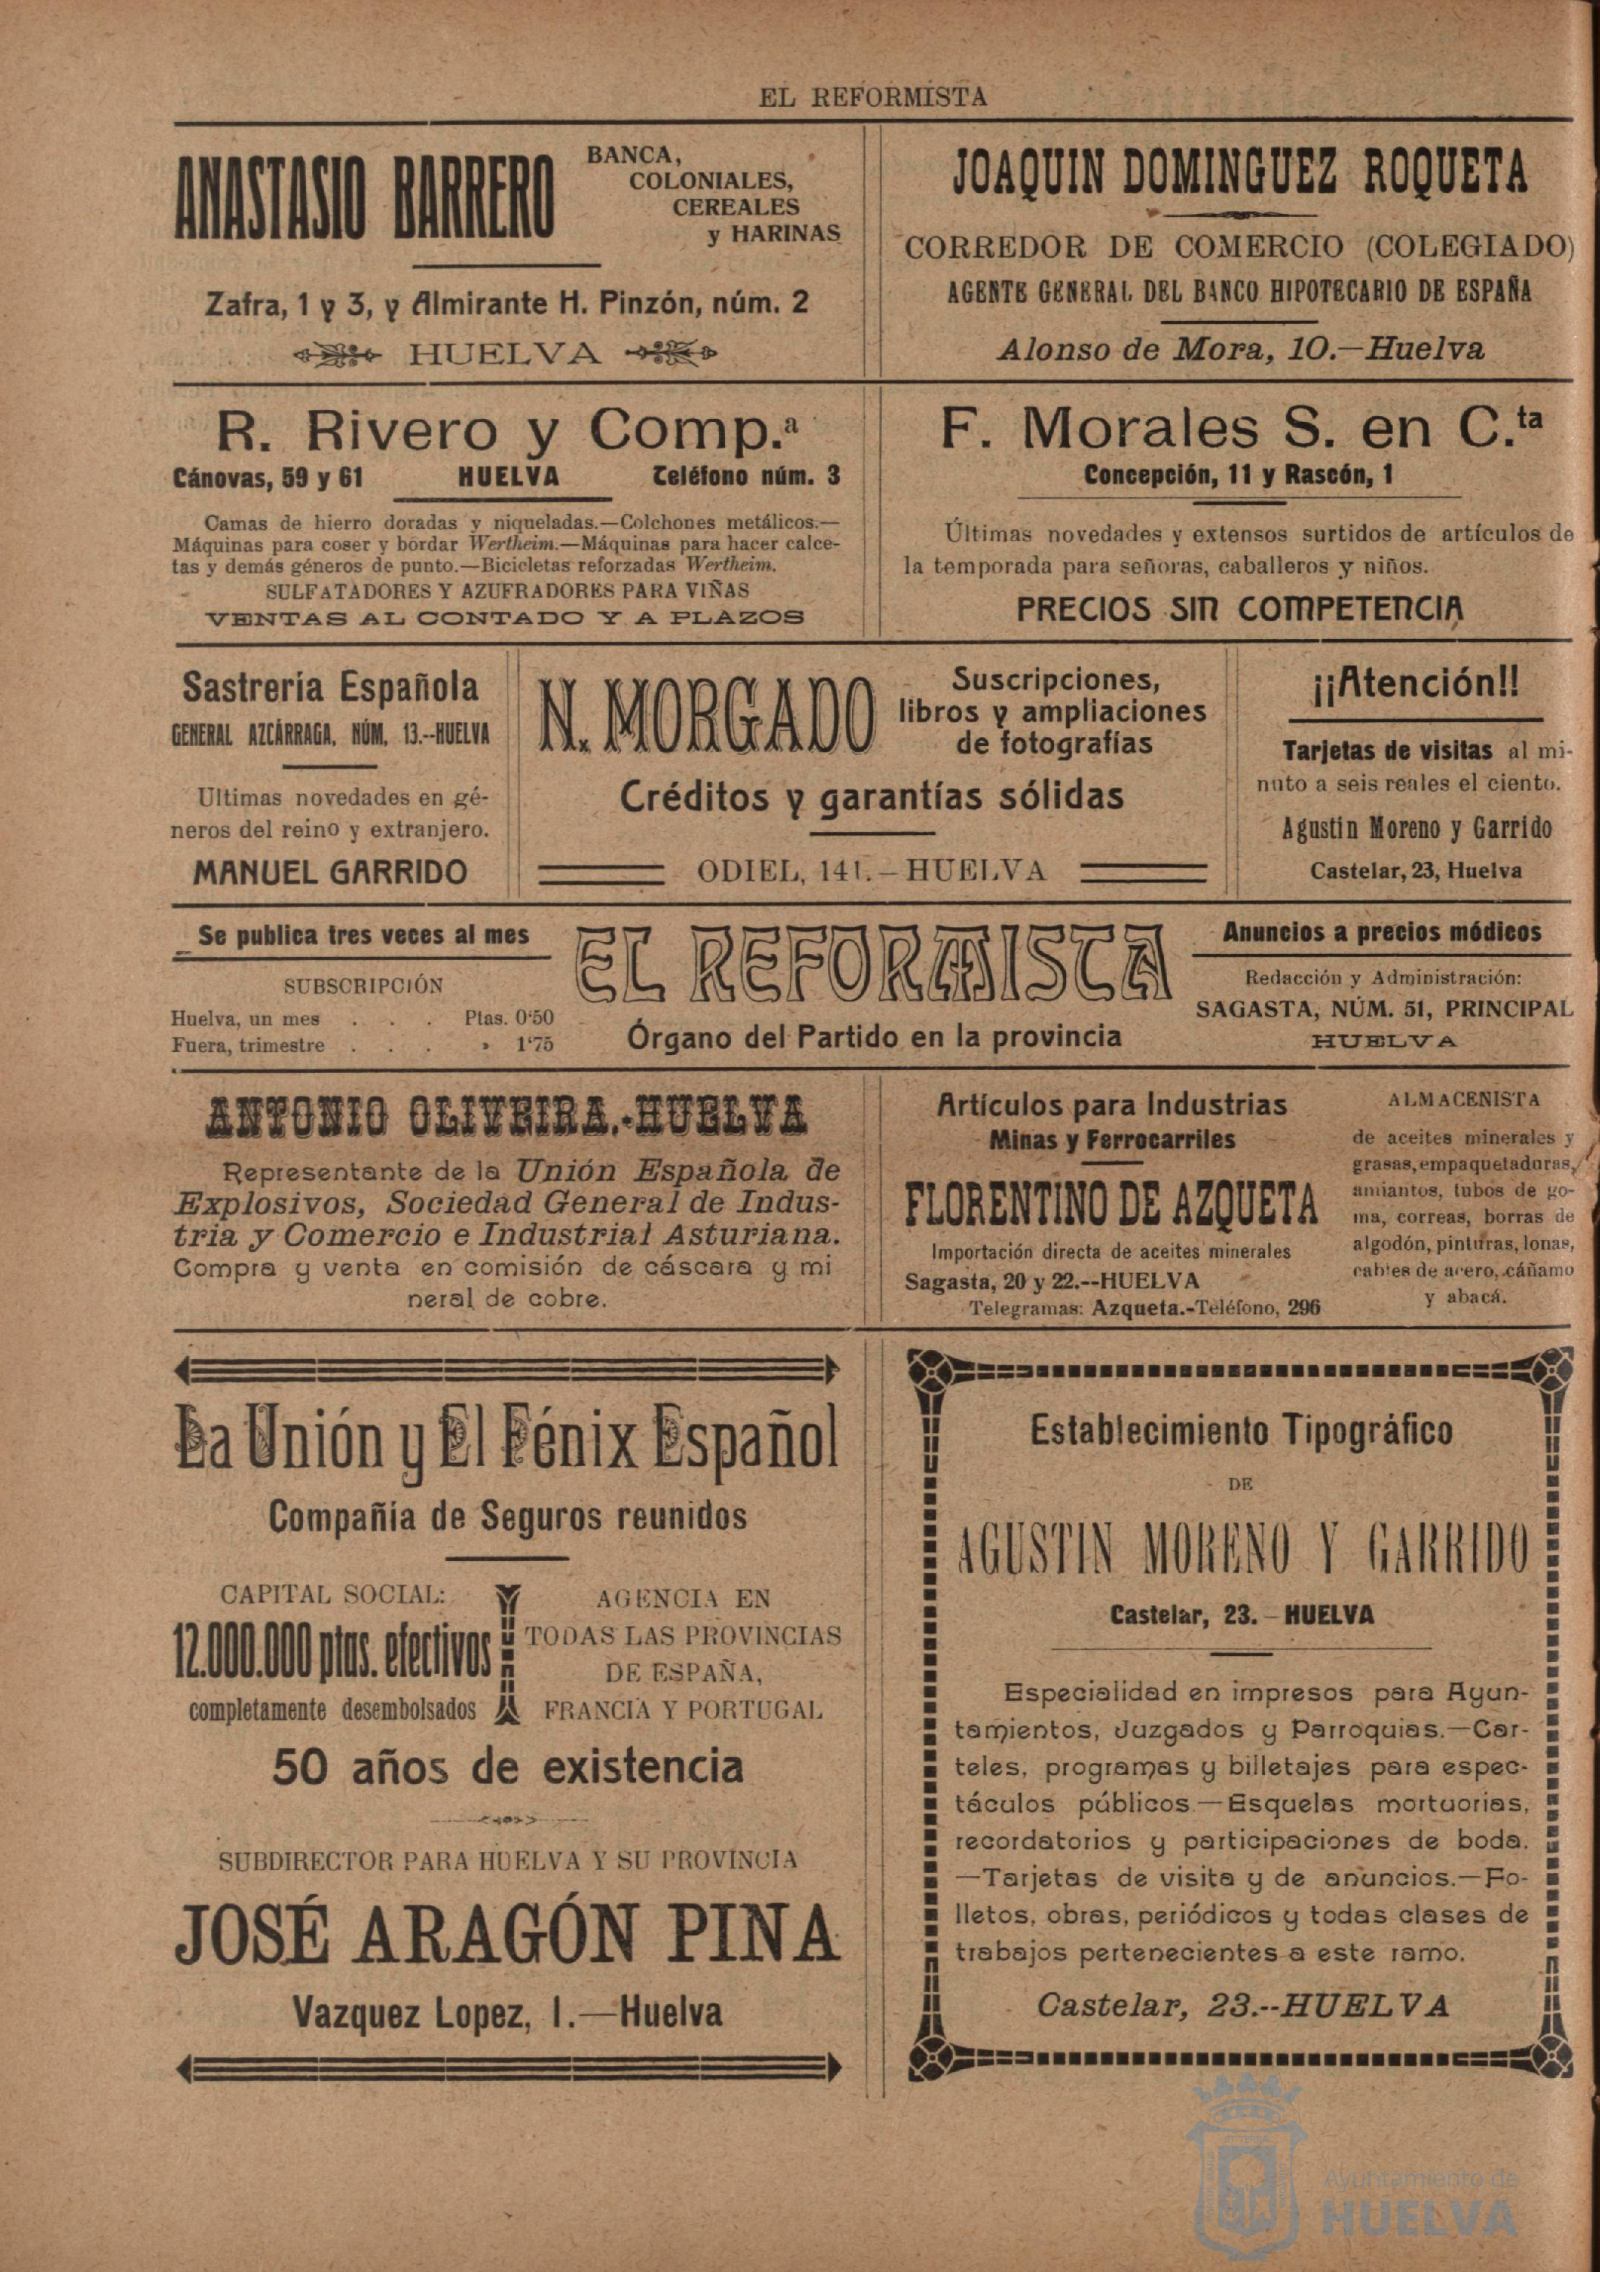 EL REFORMISTA
ANASTASIO BARRERO
BANCA,
COLONIALES,
CEREALES
y HARINAS
Zafra, 1 y 3, y Almirante H. Pinzón, núm. 2
HUELVA
JOAQUIN DOMINGUEZ ROQUETA
CORREDOR DE COMERCIO (COLEGIADO)
AGENTE GENERAL DEL BANCO HIPOTECARIO DE ESPAÑA
Alonso de Mora, 10.—Huelva
R. Rivero y Comp.ª
Cánovas, 59 y 61 HUELVA Teléfono núm. 3
Camas de hierro doradas y niqueladas.—Colchones metálicos.—
Máquinas para coser y bordar Wertheim.—Máquinas para hacer calce-
tas y demás géneros de punto.—Bicicletas reforzadas Wertheim.
SULFATADORES Y AZUFRADORES PARA VIÑAS
VENTAS AL CONTADO Y A PLAZOS
F. Morales S. en C.ta
Concepción, 11 y Rascón, 1
Últimas novedades y extensos surtidos de artículos de
la temporada para señoras, caballeros y niños.
PRECIOS SIN COMPETENCIA
Sastrería Española
GENERAL AZCÁRRAGA, NÚM. 13.--HUELVA
Ultimas novedades en gé-
neros del reino y extranjero.
MANUEL GARRIDO
N. MORGADO
Suscripciones,
libros y ampliaciones
de fotografías
Créditos y garantías sólidas
ODIEL, 141.—HUELVA
¡¡Atención!!
Tarjetas de visitas al mi-
nuto a seis reales el ciento.
Agustin Moreno y Garrido
Castelar, 23, Huelva
Se publica tres veces al mes
SUBSCRIPCIÓN
Huelva, un mes . . . Ptas. 0'50
Fuera, trimestre . . . » 1'75
EL REFORMISTA
Órgano del Partido en la provincia
Anuncios a precios módicos
Redacción y Administración:
SAGASTA, NÚM. 51, PRINCIPAL
HUELVA
ANTONIO OLIVEIRA.-HUELVA
Representante de la Unión Española de
Explosivos, Sociedad General de Indus-
tria y Comercio e Industrial Asturiana.
Compra y venta en comisión de cáscara y mi
neral de cobre.
Artículos para Industrias
Minas y Ferrocarriles
FLORENTINO DE AZQUETA
Importación directa de aceites minerales
Sagasta, 20 y 22.--HUELVA
Telegramas: Azqueta.-Teléfono, 296
ALMACENISTA
de aceites minerales y
grasas, empaquetaduras,
amiantos, tubos de go-
ma, correas, borras de
algodón, pinturas, lonas,
cables de acero, cáñamo
y abacá.
La Unión y El Fénix Español
Compañía de Seguros reunidos
CAPITAL SOCIAL:
12.000.000 ptas. efectivos
completamente desembolsados
AGENCIA EN
TODAS LAS PROVINCIAS
DE ESPAÑA,
FRANCIA Y PORTUGAL
50 años de existencia
SUBDIRECTOR PARA HUELVA Y SU PROVINCIA
JOSÉ ARAGÓN PINA
Vazquez Lopez, 1.—Huelva
Establecimiento Tipográfico
DE
AGUSTIN MORENO Y GARRIDO
Castelar, 23.—HUELVA
Especialidad en impresos para Ayun-
tamientos, Juzgados y Parroquias.—Car-
teles, programas y billetajes para espec-
táculos públicos.—Esquelas mortuorias,
recordatorios y participaciones de boda.
—Tarjetas de visita y de anuncios.—Fo-
lletos, obras, periódicos y todas clases de
trabajos pertenecientes a este ramo.
Castelar, 23.--HUELVA
Ayuntamiento de
HUELVA